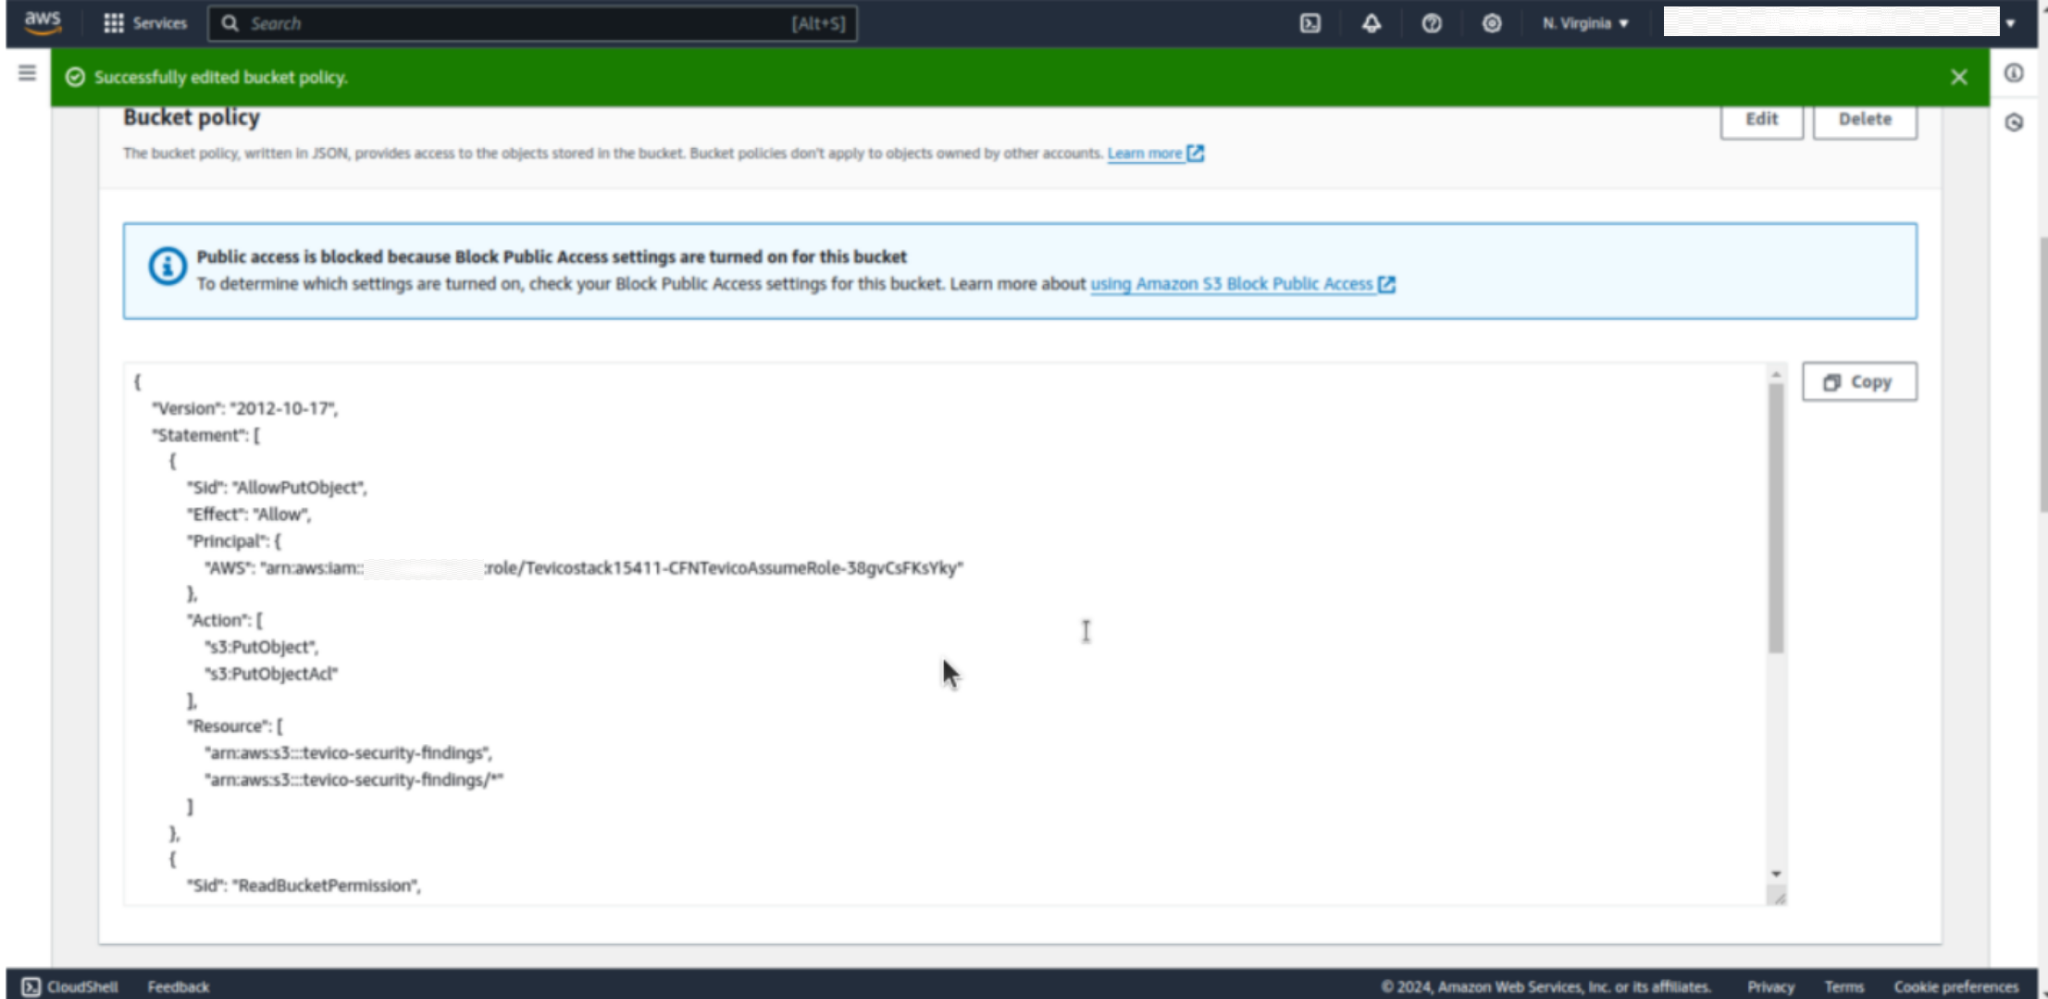 aws
Services
Search [Alt+S]
N. Virginia
Successfully edited bucket policy.
Bucket policy
Edit
Delete
The bucket policy, written in JSON, provides access to the objects stored in the bucket. Bucket policies don't apply to objects owned by other accounts. Learn more
Public access is blocked because Block Public Access settings are turned on for this bucket
To determine which settings are turned on, check your Block Public Access settings for this bucket. Learn more about using Amazon S3 Block Public Access
Copy
{
"Version": "2012-10-17",
"Statement": [
{
"Sid": "AllowPutObject",
"Effect": "Allow",
"Principal": {
"AWS": "arn:aws:iam:: :role/Tevicostack15411-CFNTevicoAssumeRole-38gvCsFKsYky"
},
"Action": [
"s3:PutObject",
"s3:PutObjectAcl"
],
"Resource": [
"arn:aws:s3:::tevico-security-findings",
"arn:aws:s3:::tevico-security-findings/*"
]
},
{
"Sid": "ReadBucketPermission",
CloudShell
Feedback
© 2024, Amazon Web Services, Inc. or its affiliates.
Privacy
Terms
Cookie preferences